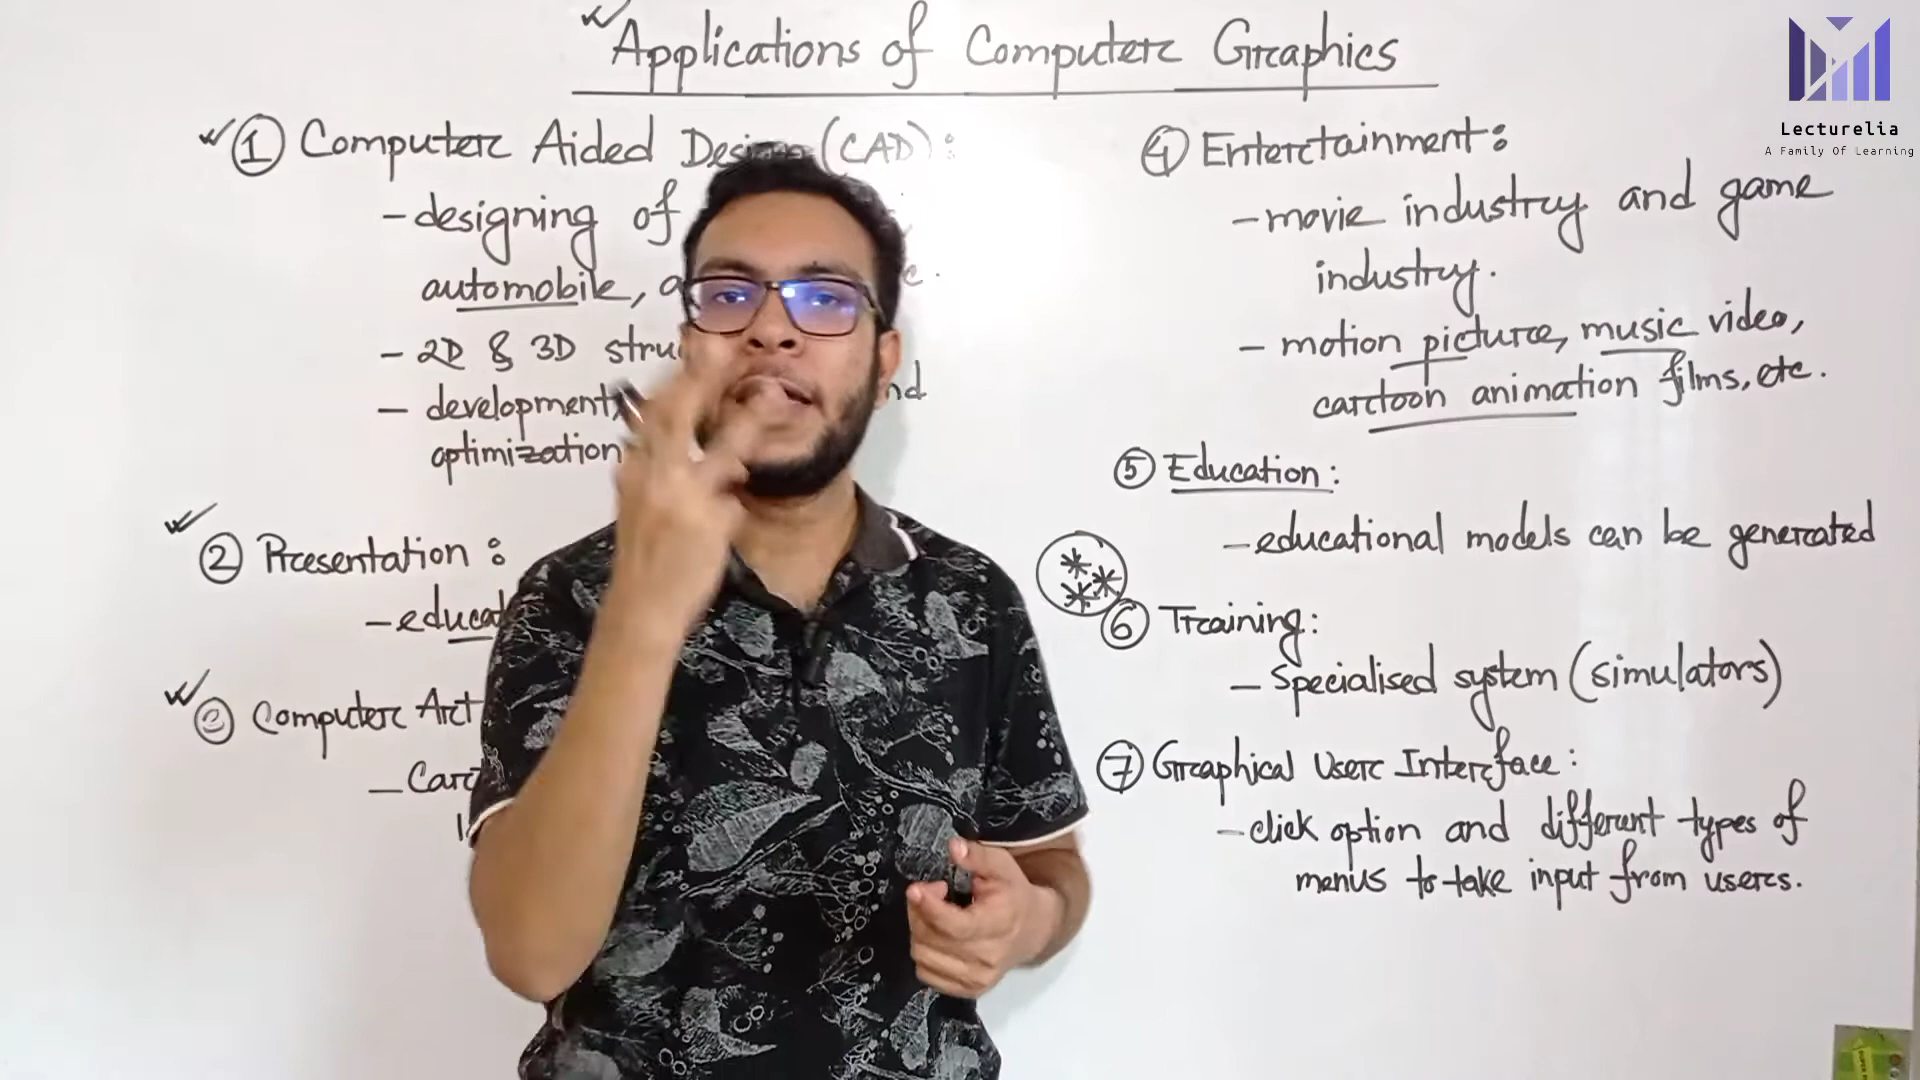 Applications of Computer Graphics
① Computer Aided Design (CAD):
- designing of
automobile,
- 2D & 3D
- development,
optimization
② Presentation:
③ Computer Art
④ Entertainment:
- movie industry and game
industry.
- motion picture, music video,
cartoon animation films, etc.
⑤ Education:
- educational models can be generated
⑥ Training:
- Specialised system (simulators)
⑦ Graphical User Interface:
- click option and different types of
menus to take input from users.
Lecturelia
A Family Of Learning